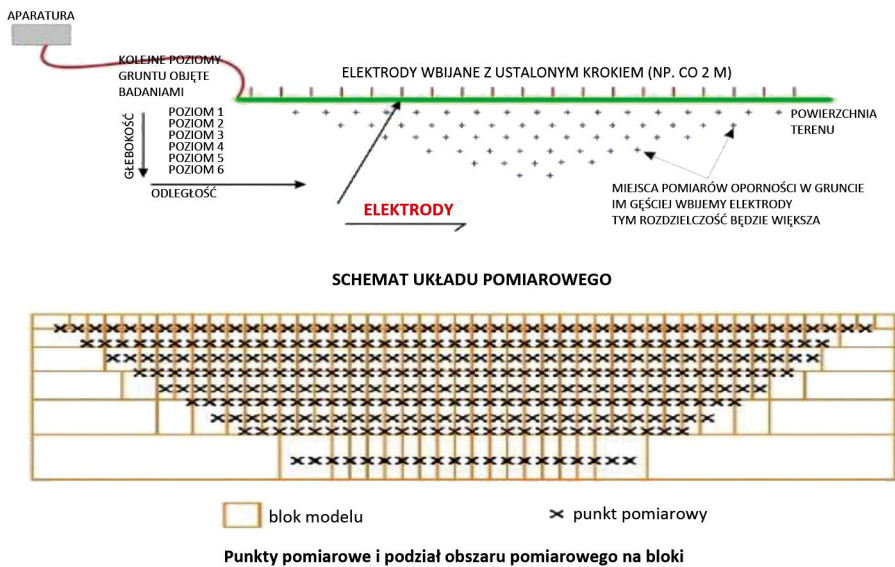 APARATURA
KOLEJNE POZIOMY
GRUNTU OBJĘTE
BADANIAMI
ELEKTRODY WBIJANE Z USTALONYM KROKIEM (NP. CO 2 M)
POZIOM 1
POZIOM 2
POZIOM 3
POZIOM 4
POZIOM 5
POZIOM 6
GŁEBOKOŚĆ
ODLEGŁOŚĆ
POWIERZCHNIA
TERENU
ELEKTRODY
MIEJSCA POMIARÓW OPORNOŚCI W GRUNCIE
IM GĘŚCIEJ WBIJEMY ELEKTRODY
TYM ROZDZIELCZOŚĆ BĘDZIE WIĘKSZA
SCHEMAT UKŁADU POMIAROWEGO
blok modelu
punkt pomiarowy
Punkty pomiarowe i podział obszaru pomiarowego na bloki